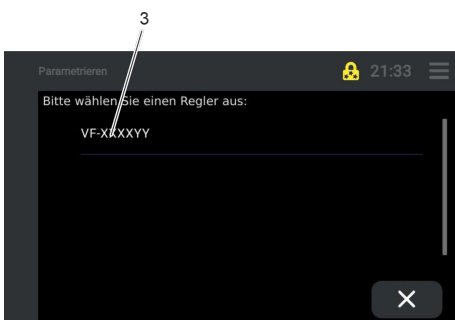 3
Parametrieren 21:33
Bitte wählen Sie einen Regler aus:
VF-XXXXYY